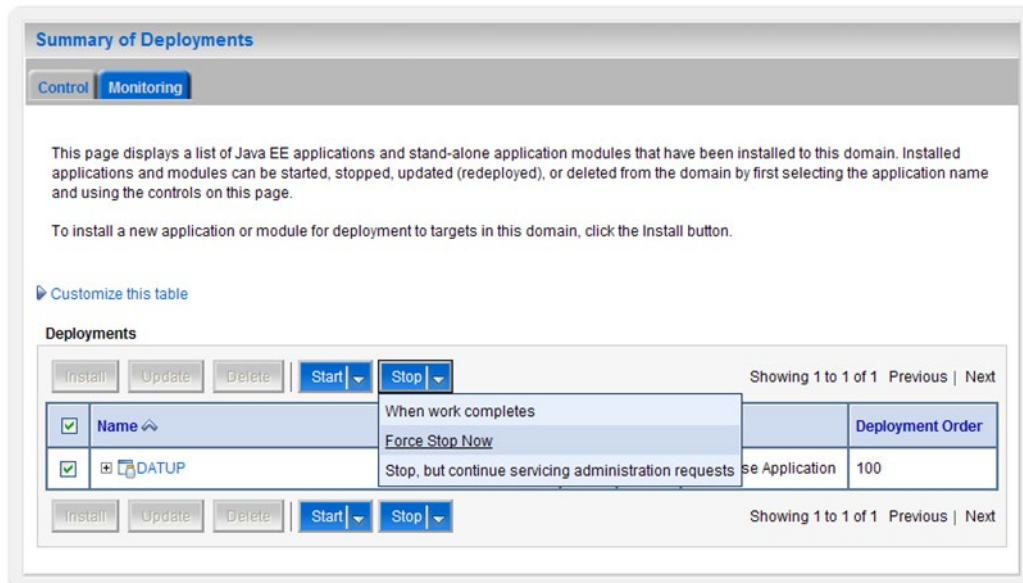 Summary of Deployments
Control Monitoring
This page displays a list of Java EE applications and stand-alone application modules that have been installed to this domain. Installed
applications and modules can be started, stopped, updated (redeployed), or deleted from the domain by first selecting the application name
and using the controls on this page.
To install a new application or module for deployment to targets in this domain, click the Install button.
Customize this table
Deployments
Install Update Delete Start Stop Showing 1 to 1 of 1 Previous | Next
When work completes
Name Deployment Order
Force Stop Now
DATUP Stop, but continue servicing administration requests se Application 100
Install Update Delete Start Stop Showing 1 to 1 of 1 Previous | Next